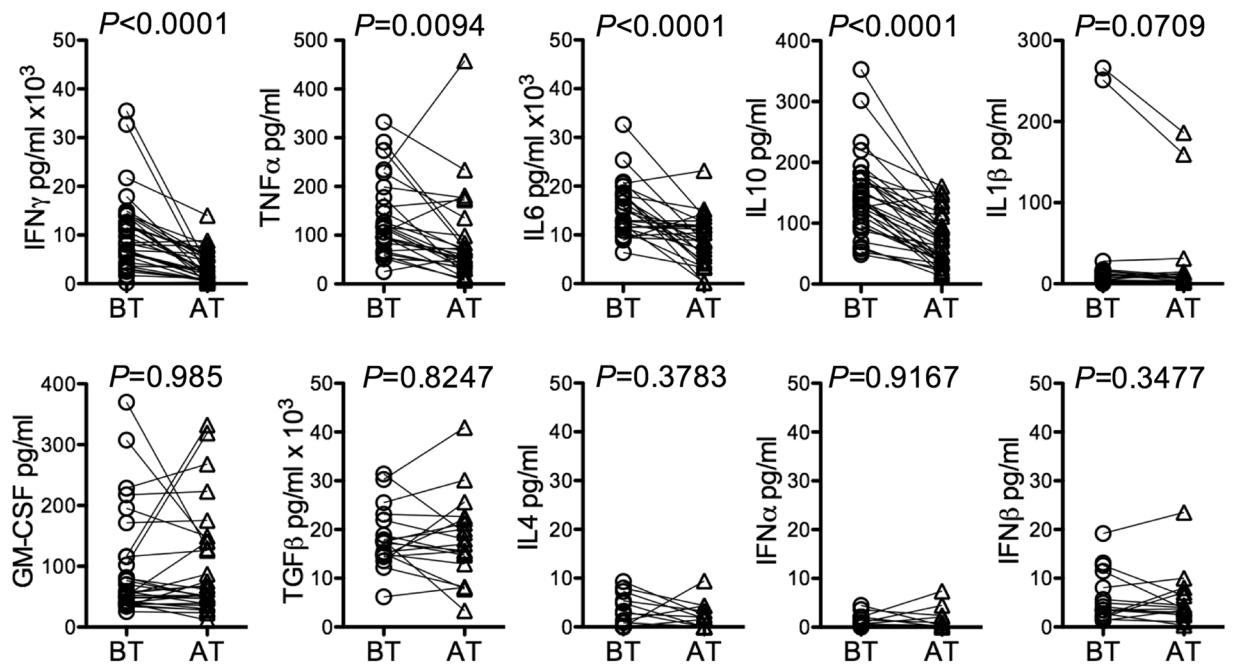 P<0.0001
IFNγ pg/ml x10³
50
40
30
20
10
0
BT AT
P=0.0094
TNFα pg/ml
500
400
300
200
100
0
BT AT
P<0.0001
IL6 pg/ml x10³
50
40
30
20
10
0
BT AT
P<0.0001
IL10 pg/ml
400
300
200
100
0
BT AT
P=0.0709
IL1β pg/ml
300
200
100
0
BT AT
P=0.985
GM-CSF pg/ml
400
300
200
100
0
BT AT
P=0.8247
TGFβ pg/ml x 10³
50
40
30
20
10
0
BT AT
P=0.3783
IL4 pg/ml
50
40
30
20
10
0
BT AT
P=0.9167
IFNα pg/ml
50
40
30
20
10
0
BT AT
P=0.3477
IFNβ pg/ml
50
40
30
20
10
0
BT AT